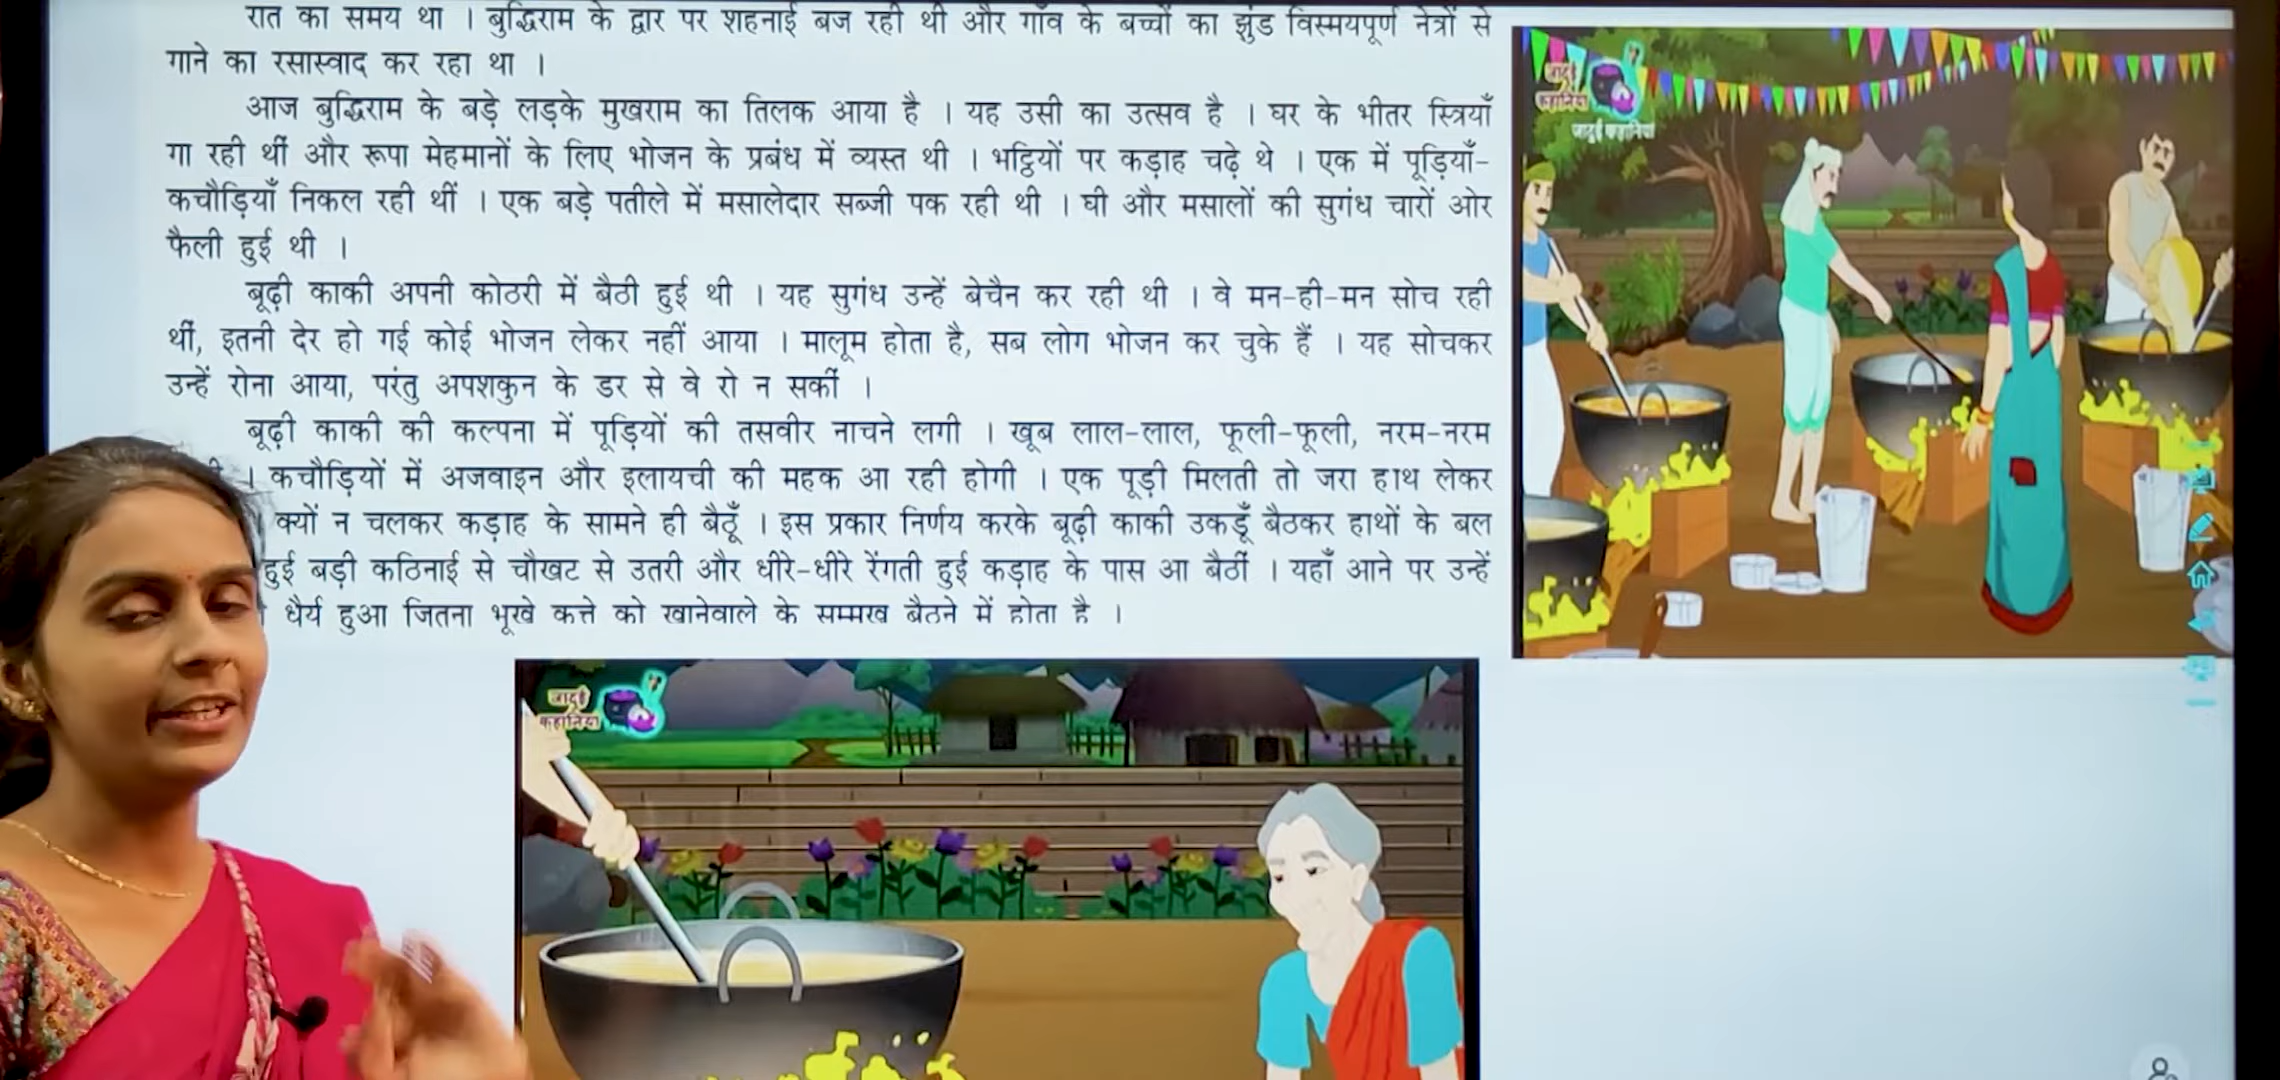 रात का समय था । बुद्धिराम के द्वार पर शहनाई बज रही थी और गाँव के बच्चों का झुंड विस्मयपूर्ण नेत्रों से
गाने का रसास्वाद कर रहा था ।
आज बुद्धिराम के बड़े लड़के मुखराम का तिलक आया है । यह उसी का उत्सव है । घर के भीतर स्त्रियाँ
गा रही थीं और रूपा मेहमानों के लिए भोजन के प्रबंध में व्यस्त थी । भट्ठियों पर कड़ाह चढ़े थे । एक में पूड़ियाँ-
कचौड़ियाँ निकल रही थीं । एक बड़े पतीले में मसालेदार सब्जी पक रही थी । घी और मसालों की सुगंध चारों ओर
फैली हुई थी ।
बूढ़ी काकी अपनी कोठरी में बैठी हुई थी । यह सुगंध उन्हें बेचैन कर रही थी । वे मन-ही-मन सोच रही
थीं, इतनी देर हो गई कोई भोजन लेकर नहीं आया । मालूम होता है, सब लोग भोजन कर चुके हैं । यह सोचकर
उन्हें रोना आया, परंतु अपशकुन के डर से वे रो न सकीं ।
बूढ़ी काकी की कल्पना में पूड़ियों की तसवीर नाचने लगी । खूब लाल-लाल, फूली-फूली, नरम-नरम
। कचौड़ियों में अजवाइन और इलायची की महक आ रही होगी । एक पूड़ी मिलती तो जरा हाथ लेकर
। क्यों न चलकर कड़ाह के सामने ही बैठूँ । इस प्रकार निर्णय करके बूढ़ी काकी उकडूँ बैठकर हाथों के बल
हुई बड़ी कठिनाई से चौखट से उतरी और धीरे-धीरे रेंगती हुई कड़ाह के पास आ बैठीं । यहाँ आने पर उन्हें
धैर्य हुआ जितना भूखे कुत्ते को खानेवाले के सम्मुख बैठने में होता है ।
जादुई
कहानियां
जादुई कहानियां
जादुई
कहानियां